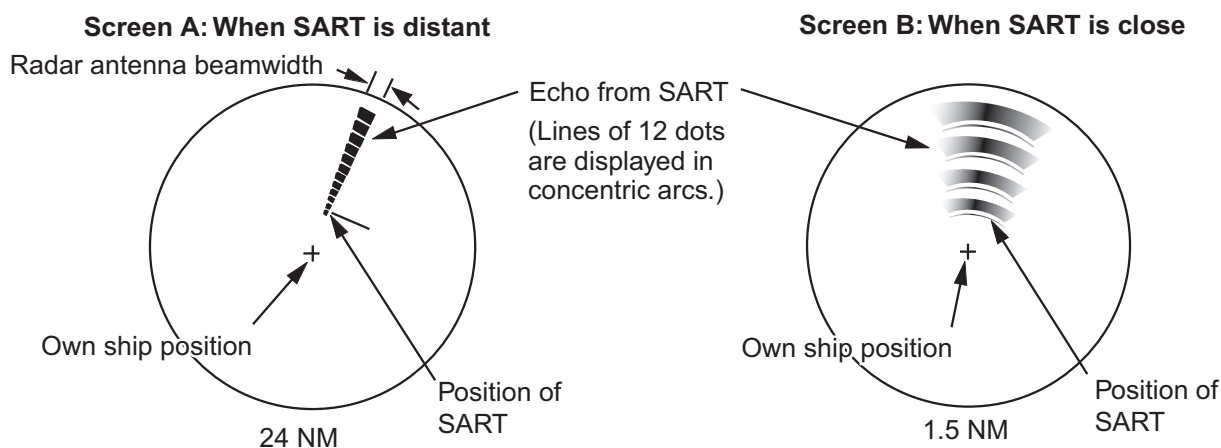 Screen A: When SART is distant
Radar antenna beamwidth
Own ship position
Position of
SART
24 NM
Echo from SART
(Lines of 12 dots
are displayed in
concentric arcs.)
Screen B: When SART is close
Own ship position
Position of
SART
1.5 NM